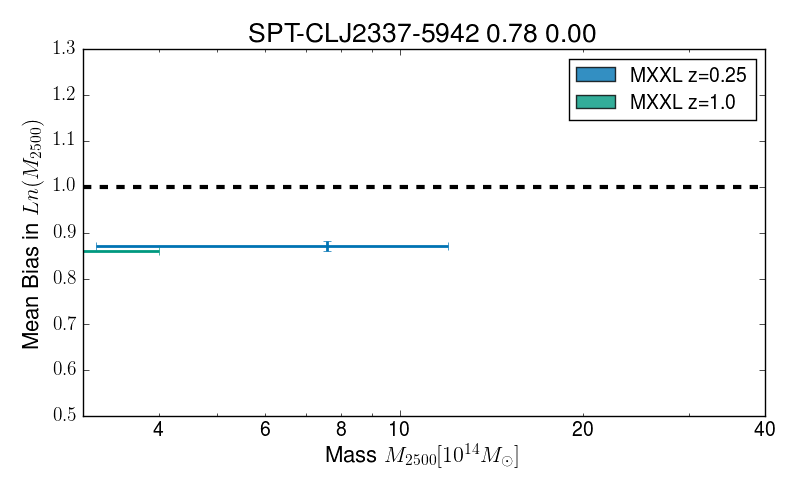 SPT-CLJ2337-5942 0.78 0.00
MXXL z=0.25
MXXL z=1.0
1.3
1.2
1.1
1.0
0.9
0.8
0.7
0.6
0.5
Mean Bias in Ln(M₂₅₀₀)
4 6 8 10 20 40
Mass M₂₅₀₀[10¹⁴M☉]